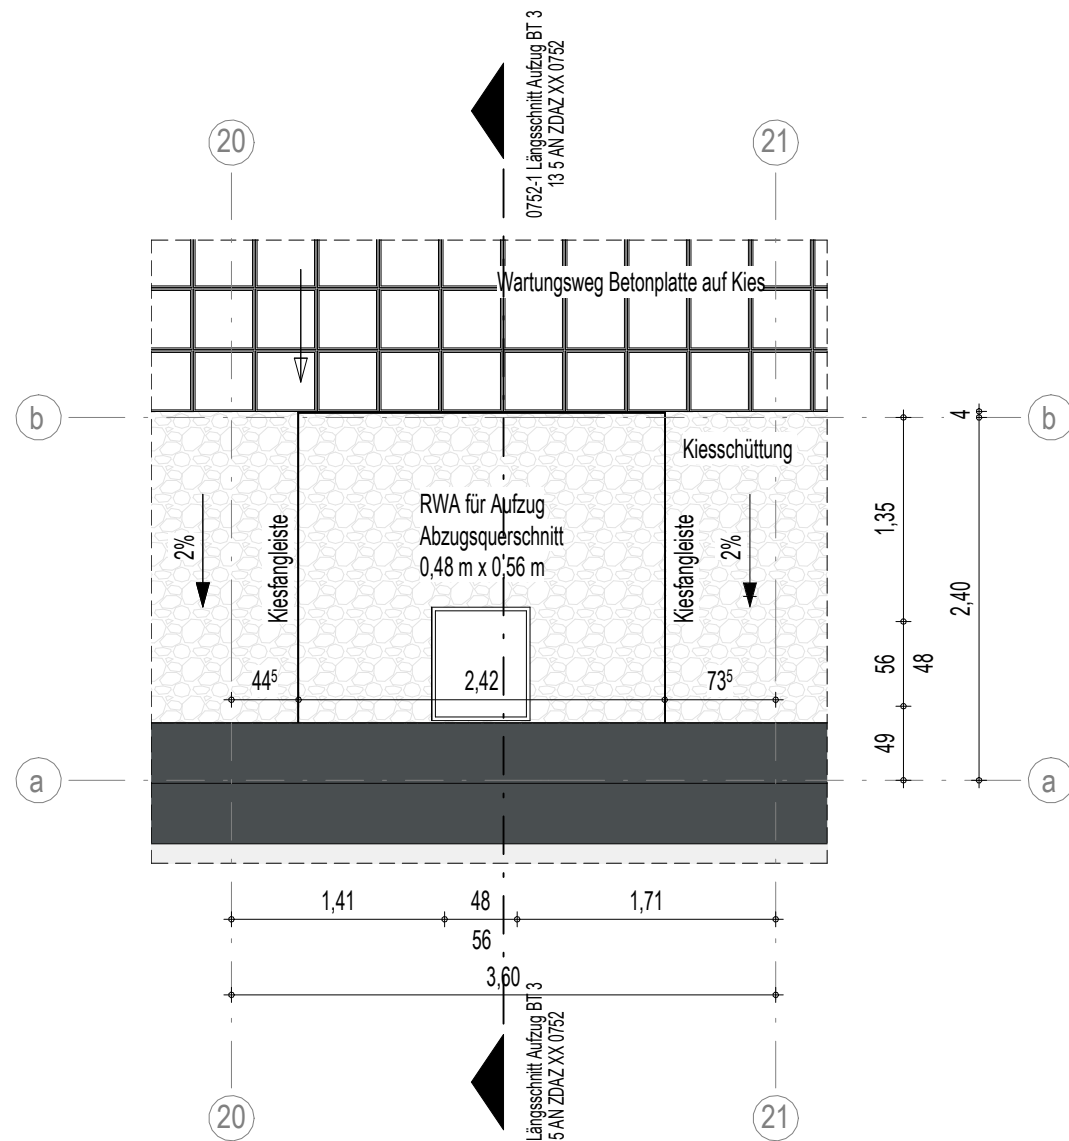 0752-1 Längsschnitt Aufzug BT 3
13 5 AN ZDAZ XX 0752
20
21
Wartungsweg Betonplatte auf Kies
b
4
b
Kiesschüttung
RWA für Aufzug
Abzugsquerschnitt
0,48 m x 0,56 m
2%
Kiesfangleiste
Kiesfangleiste
2%
1,35
2,40
56
48
44⁵
2,42
73⁵
49
a
a
1,41
48
1,71
56
3,60
Längsschnitt Aufzug BT 3
5 AN ZDAZ XX 0752
20
21